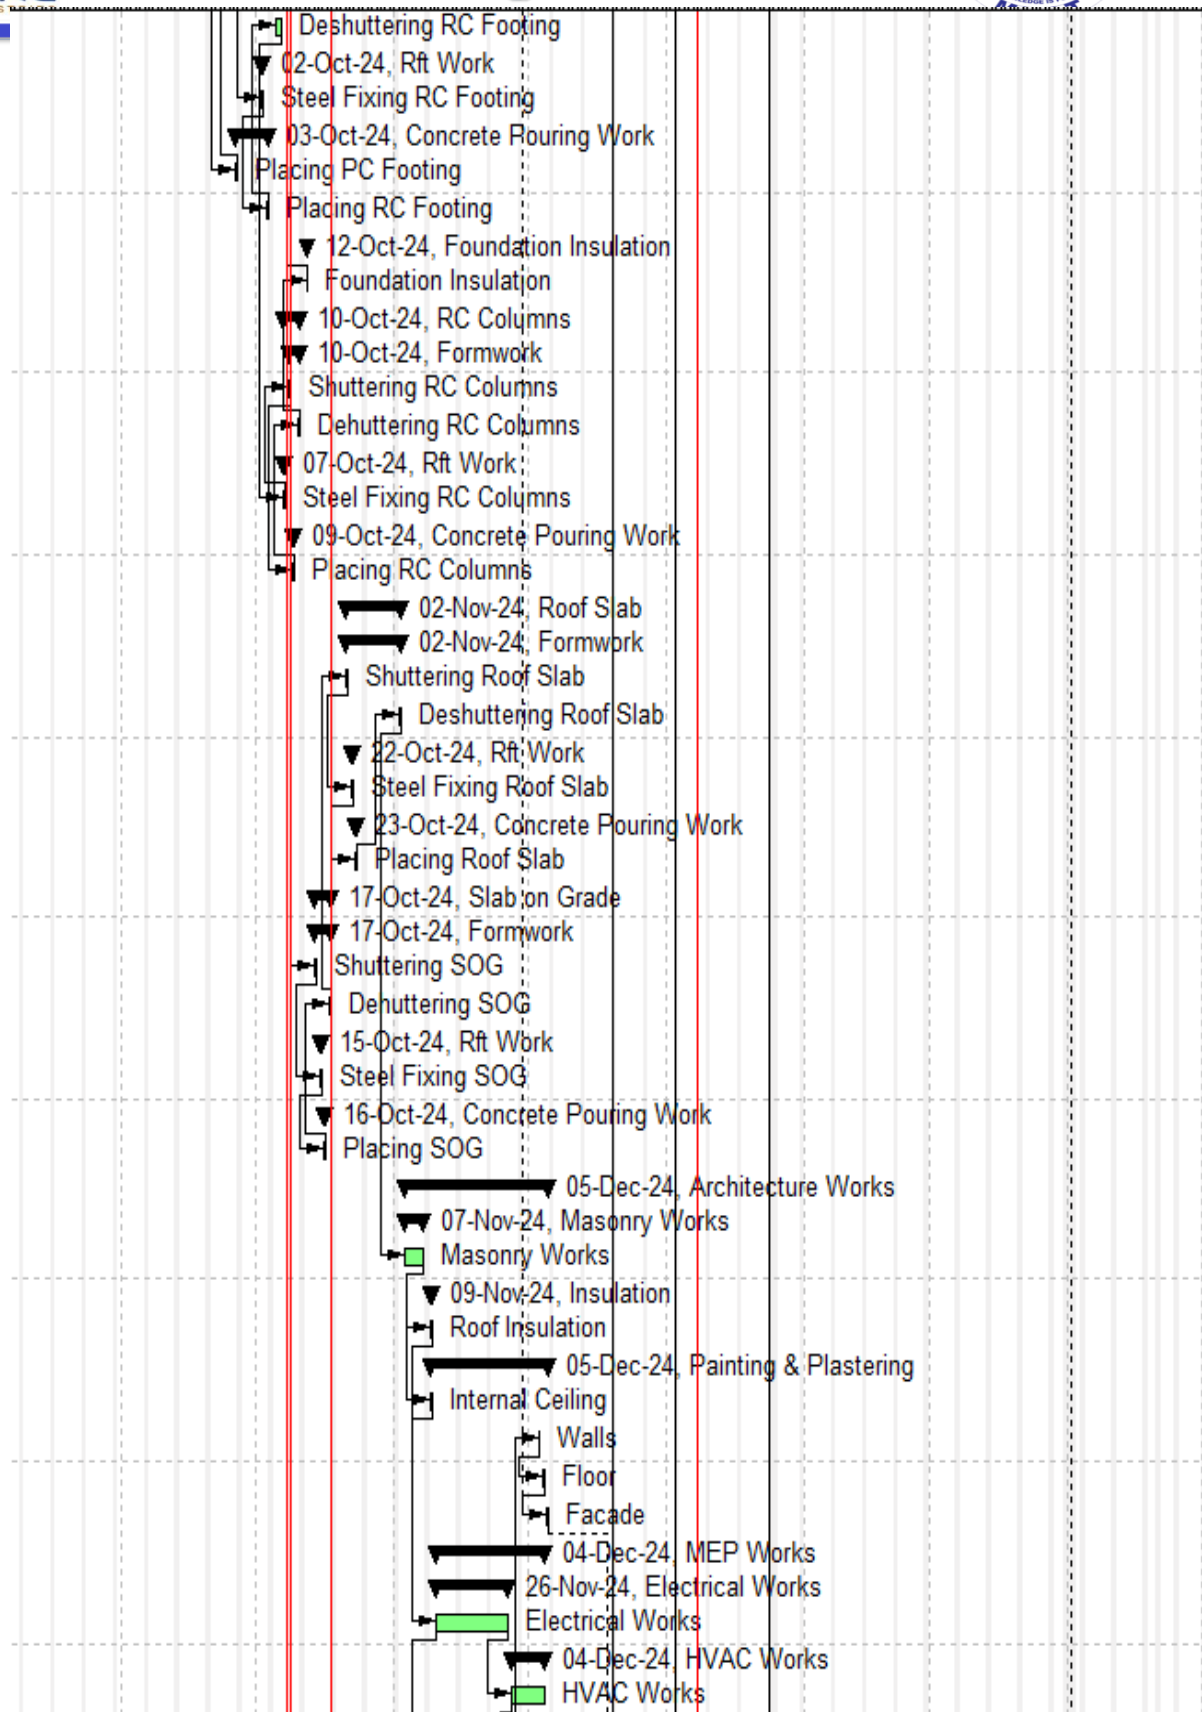 Deshuttering RC Footing
02-Oct-24, Rft Work
Steel Fixing RC Footing
03-Oct-24, Concrete Pouring Work
Placing PC Footing
Placing RC Footing
12-Oct-24, Foundation Insulation
Foundation Insulation
10-Oct-24, RC Columns
10-Oct-24, Formwork
Shuttering RC Columns
Dehuttering RC Columns
07-Oct-24, Rft Work
Steel Fixing RC Columns
09-Oct-24, Concrete Pouring Work
Placing RC Columns
02-Nov-24, Roof Slab
02-Nov-24, Formwork
Shuttering Roof Slab
Deshuttering Roof Slab
22-Oct-24, Rft Work
Steel Fixing Roof Slab
23-Oct-24, Concrete Pouring Work
Placing Roof Slab
17-Oct-24, Slab on Grade
17-Oct-24, Formwork
Shuttering SOG
Dehuttering SOG
15-Oct-24, Rft Work
Steel Fixing SOG
16-Oct-24, Concrete Pouring Work
Placing SOG
05-Dec-24, Architecture Works
07-Nov-24, Masonry Works
Masonry Works
09-Nov-24, Insulation
Roof Insulation
05-Dec-24, Painting & Plastering
Internal Ceiling
Walls
Floor
Facade
04-Dec-24, MEP Works
26-Nov-24, Electrical Works
Electrical Works
04-Dec-24, HVAC Works
HVAC Works